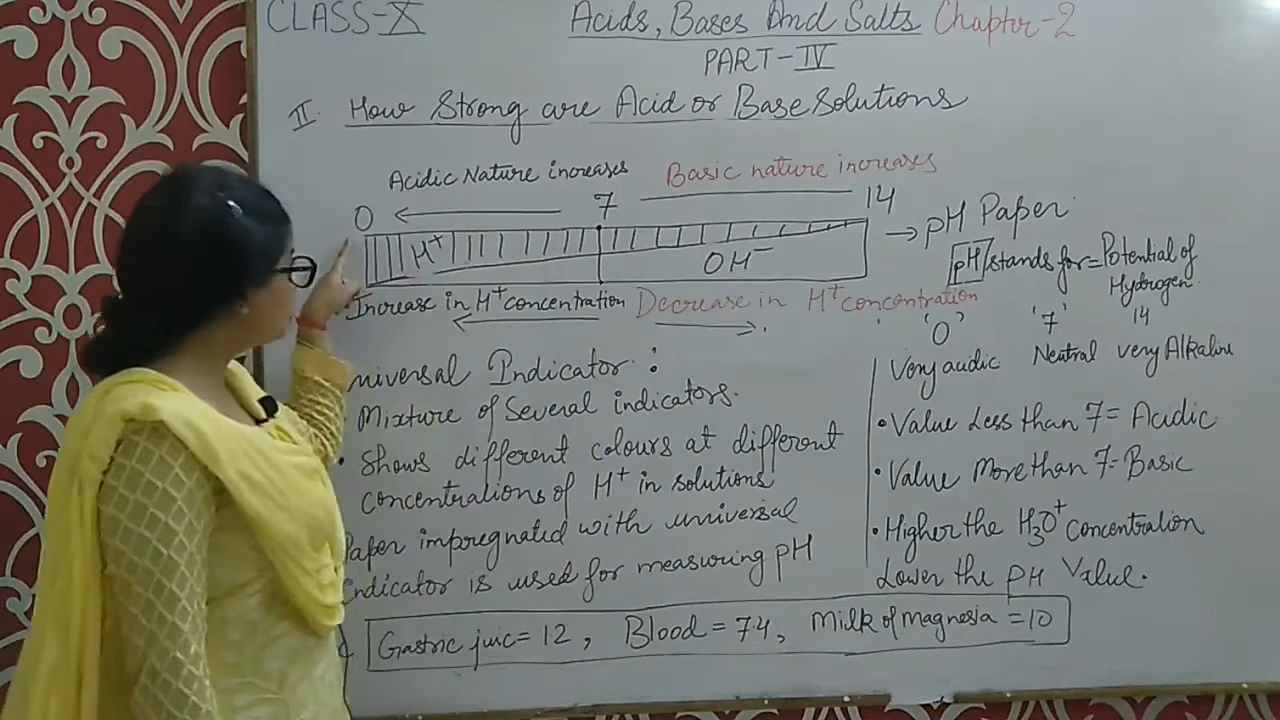 CLASS-X
Acids, Bases And Salts Chapter-2
PART-IV
II. How Strong are Acid or Base Solutions
Acidic Nature increases Basic nature increases
0 7 14
H⁺ OH⁻ → pH Paper
pH stands for = Potential of
Hydrogen
Increase in H⁺ concentration Decrease in H⁺ concentration
'0' '7' 14
Very acidic Neutral very Alkaline
niversal Indicator :
Mixture of Several indicators.
• Shows different colours at different
concentrations of H⁺ in solutions
Paper impregnated with universal
Indicator is used for measuring pH
• Value Less than 7 = Acidic
• Value More than 7 - Basic
• Higher the H₃O⁺ concentration
Lower the pH Value.
Gastric juic = 12 , Blood = 74, Milk of magnesia = 10